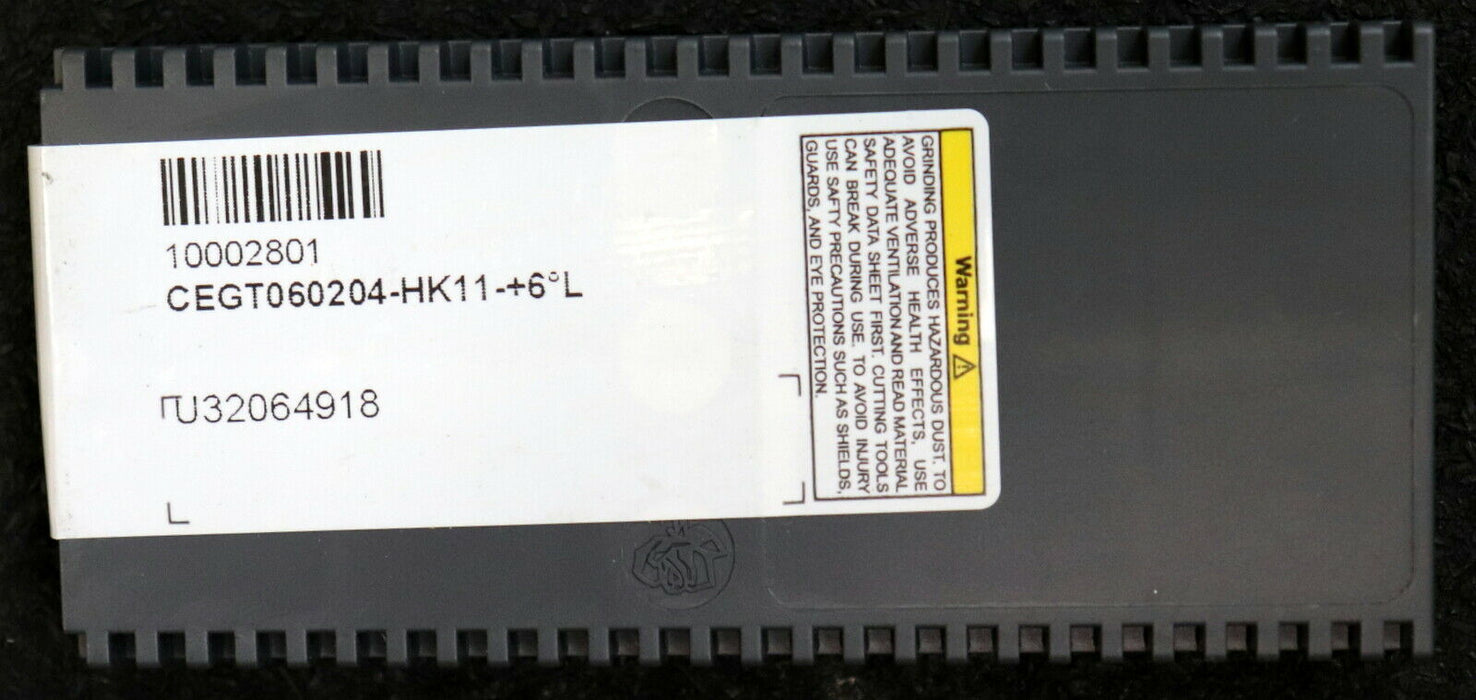 10002801
CEGT060204-HK11-+6°L
U32064918
Warning
GRINDING PRODUCES HAZARDOUS DUST. TO
AVOID ADVERSE HEALTH EFFECTS, USE
ADEQUATE VENTILATION AND READ MATERIAL
SAFETY DATA SHEET FIRST. CUTTING TOOLS
CAN BREAK DURING USE. TO AVOID INJURY
USE SAFTY PRECAUTIONS SUCH AS SHIELDS,
GUARDS, AND EYE PROTECTION.